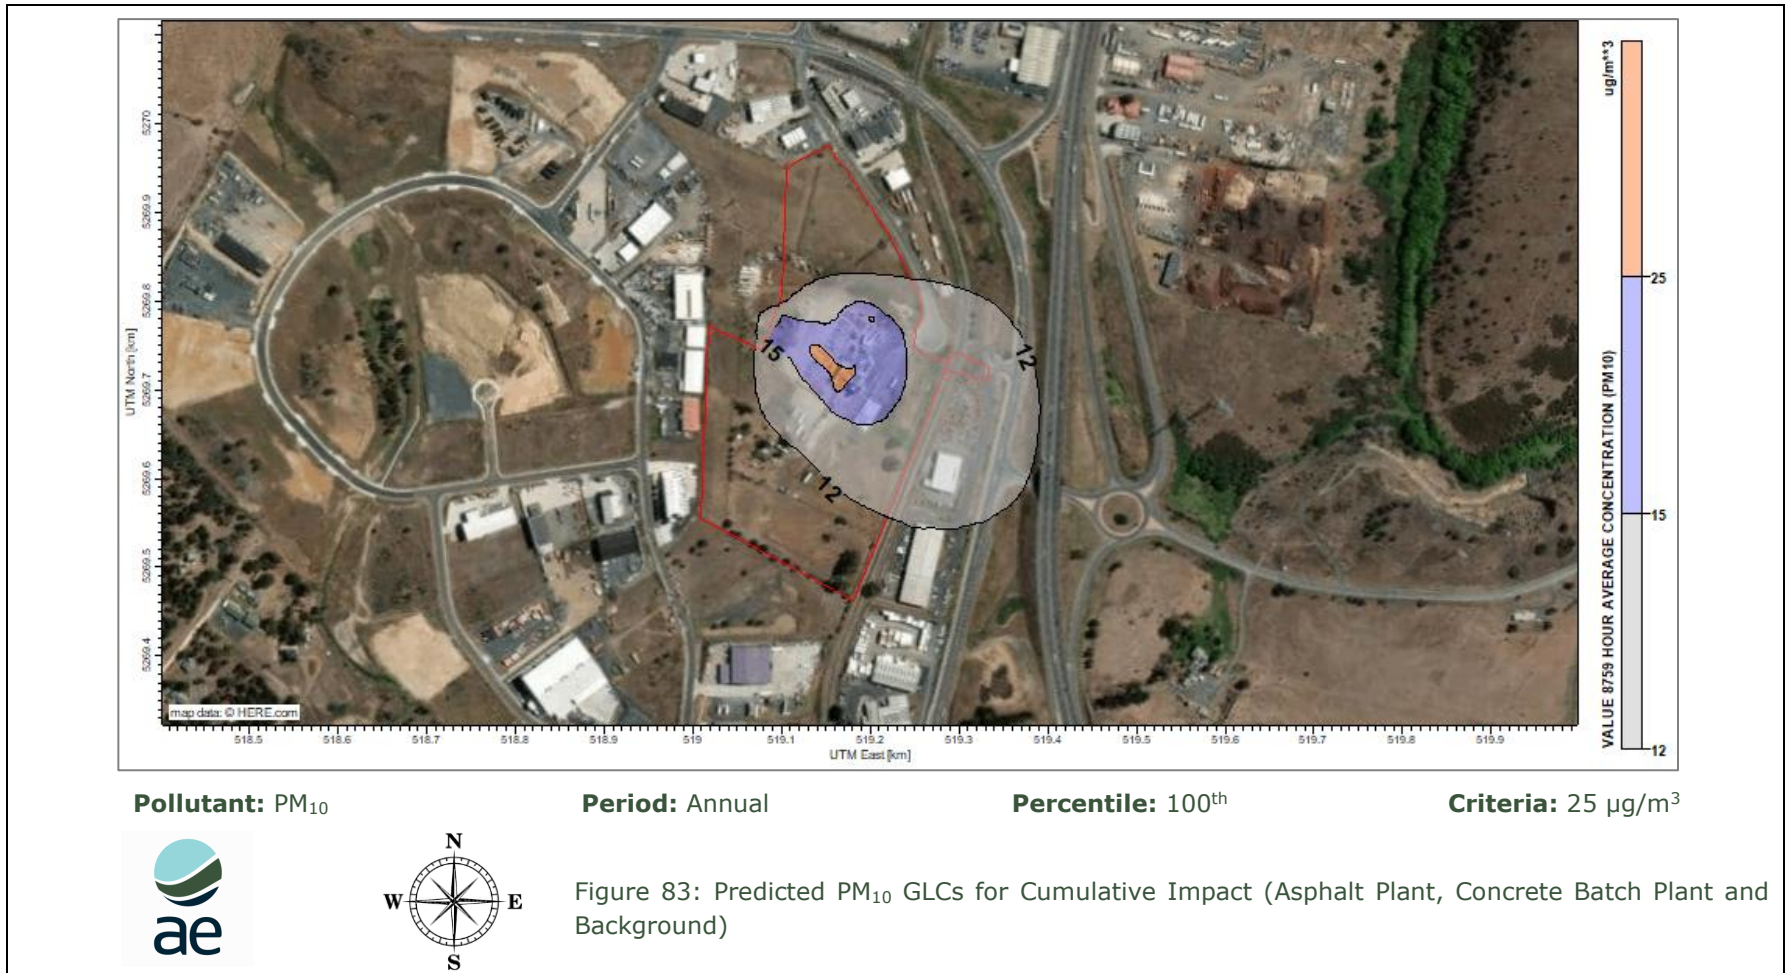 5270
5269.9
5269.8
5269.7
5269.6
5269.5
5269.4
UTM North [km]
15
12
12
map data: © HERE.com
518.5 518.6 518.7 518.8 518.9 519 519.1 519.2 519.3 519.4 519.5 519.6 519.7 519.8 519.9
UTM East [km]
ug/m**3
VALUE 8759 HOUR AVERAGE CONCENTRATION (PM10)
25
15
12
Pollutant: PM₁₀ Period: Annual Percentile: 100ᵗʰ Criteria: 25 µg/m³
ae
N
W E
S
Figure 83: Predicted PM₁₀ GLCs for Cumulative Impact (Asphalt Plant, Concrete Batch Plant and
Background)